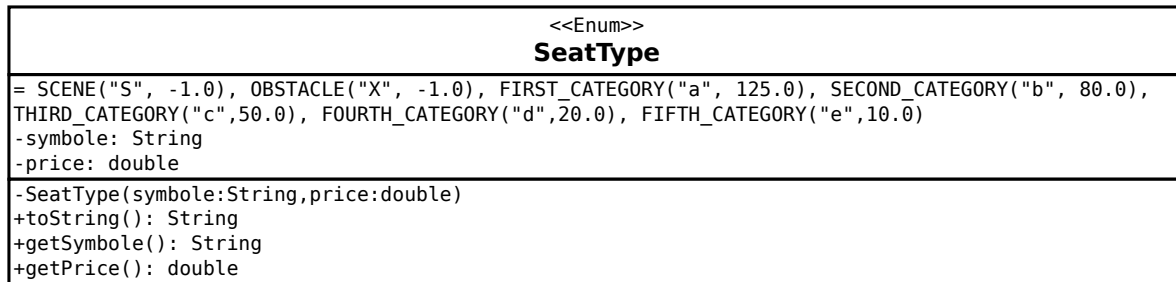 <<Enum>>
SeatType
= SCENE("S", -1.0), OBSTACLE("X", -1.0), FIRST_CATEGORY("a", 125.0), SECOND_CATEGORY("b", 80.0),
THIRD_CATEGORY("c",50.0), FOURTH_CATEGORY("d",20.0), FIFTH_CATEGORY("e",10.0)
-symbole: String
-price: double
-SeatType(symbole:String,price:double)
+toString(): String
+getSymbole(): String
+getPrice(): double